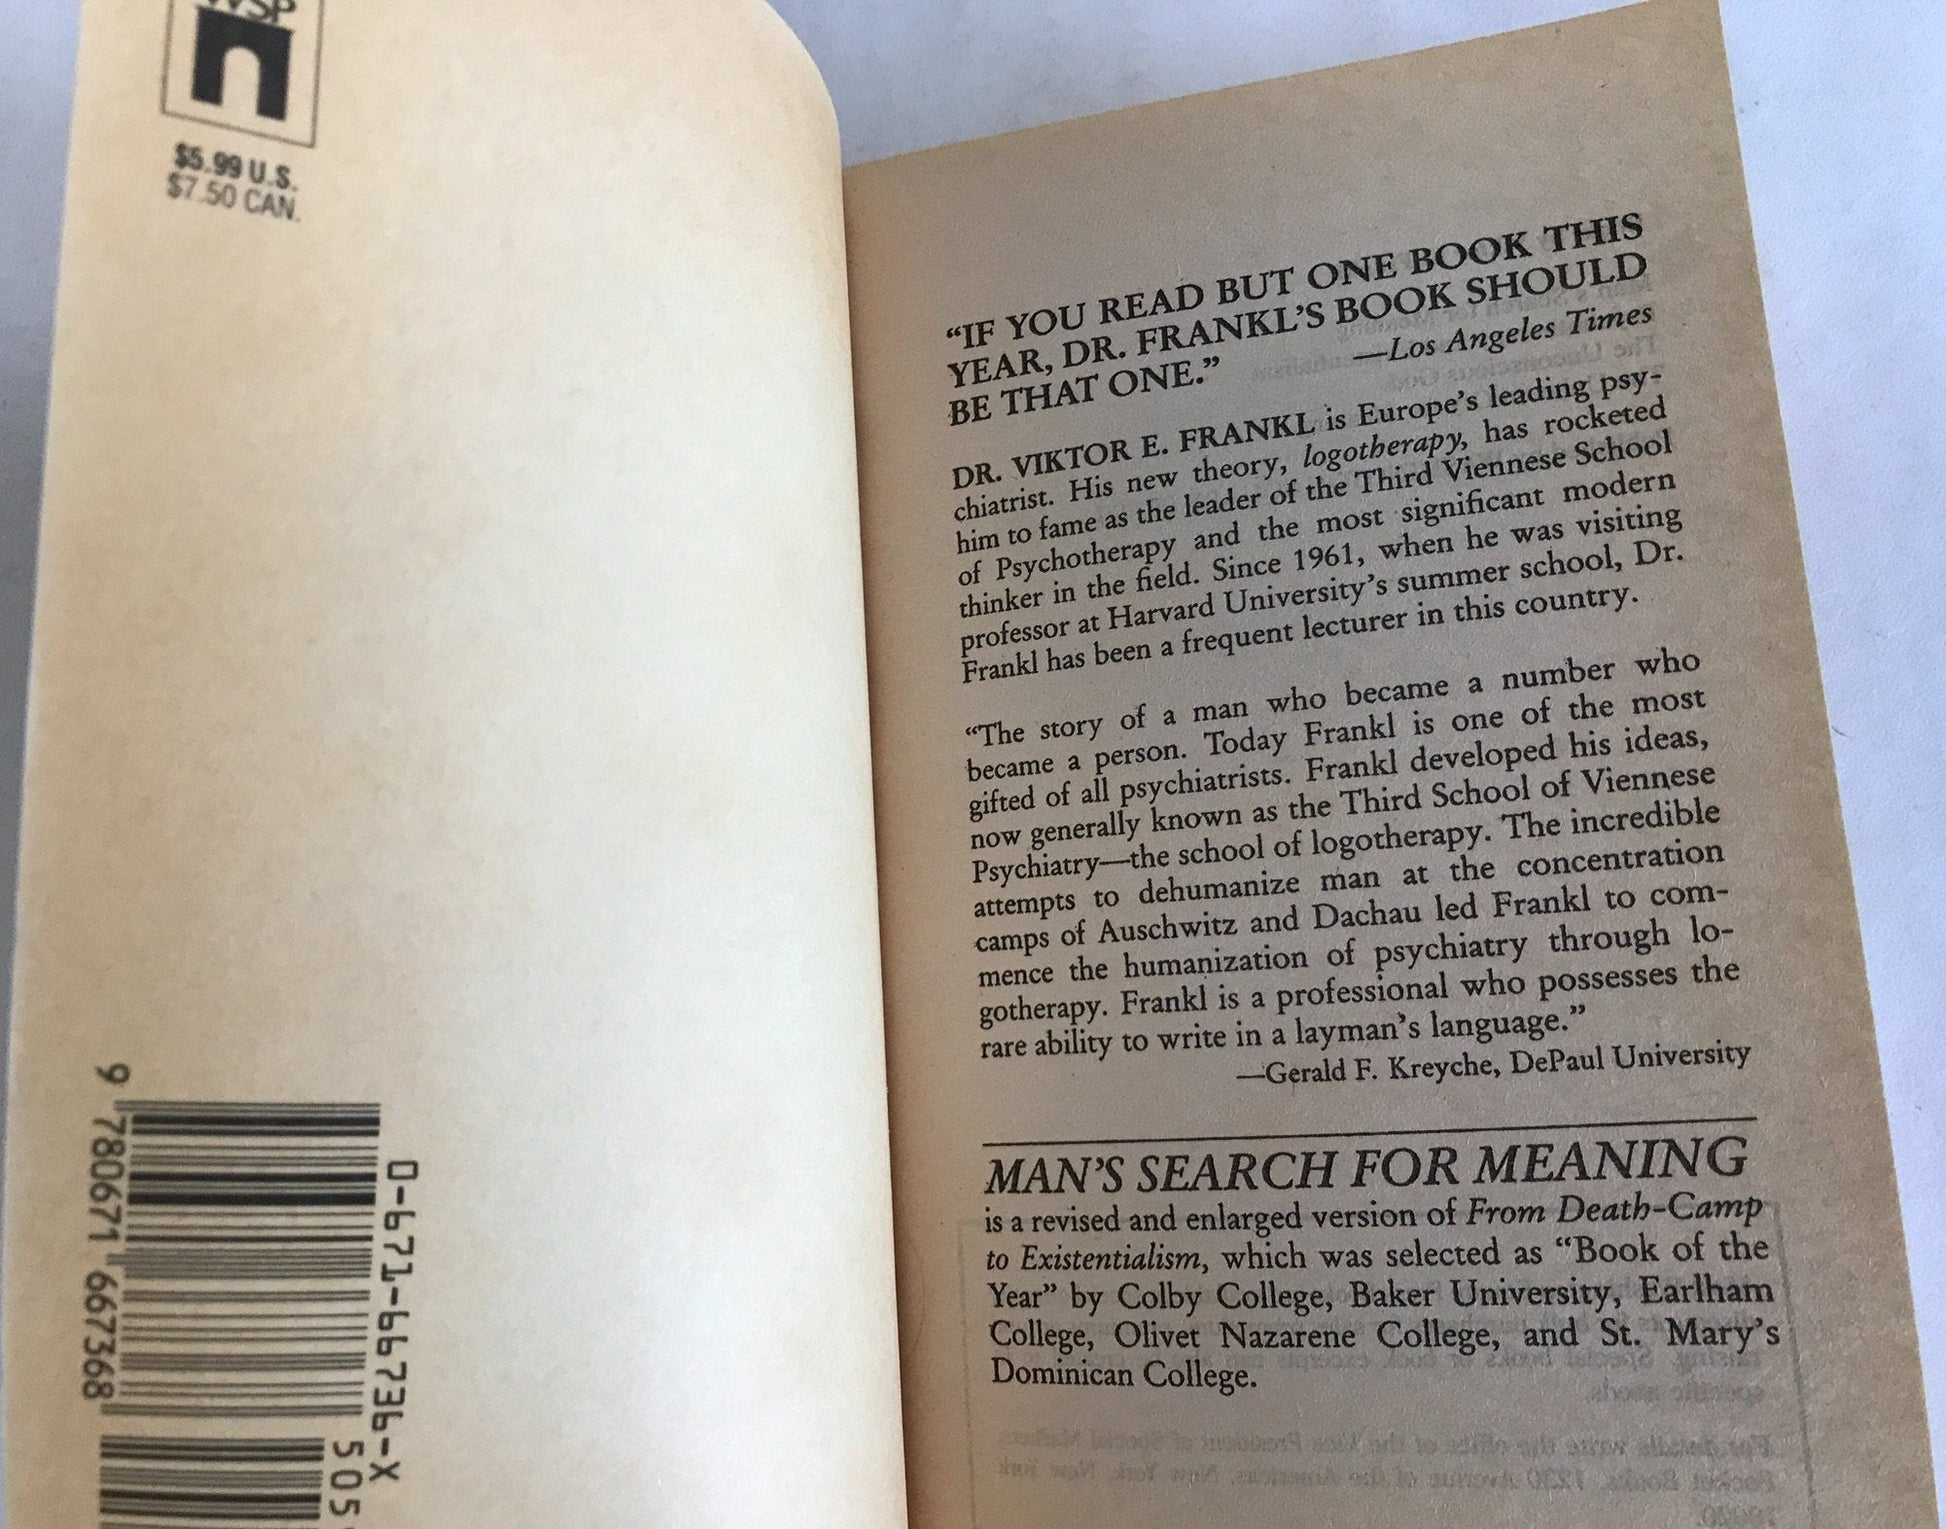 WSP
$5.99 U.S.
$7.50 CAN.
9 780671 667368
0-671-66736-X
505
“IF YOU READ BUT ONE BOOK THIS
YEAR, DR. FRANKL’S BOOK SHOULD
BE THAT ONE.”
—Los Angeles Times
DR. VIKTOR E. FRANKL is Europe’s leading psy-
chiatrist. His new theory, logotherapy, has rocketed
him to fame as the leader of the Third Viennese School
of Psychotherapy and the most significant modern
thinker in the field. Since 1961, when he was visiting
professor at Harvard University’s summer school, Dr.
Frankl has been a frequent lecturer in this country.
“The story of a man who became a number who
became a person. Today Frankl is one of the most
gifted of all psychiatrists. Frankl developed his ideas,
now generally known as the Third School of Viennese
Psychiatry—the school of logotherapy. The incredible
attempts to dehumanize man at the concentration
camps of Auschwitz and Dachau led Frankl to com-
mence the humanization of psychiatry through lo-
gotherapy. Frankl is a professional who possesses the
rare ability to write in a layman’s language.”
—Gerald F. Kreyche, DePaul University
MAN’S SEARCH FOR MEANING
is a revised and enlarged version of From Death-Camp
to Existentialism, which was selected as “Book of the
Year” by Colby College, Baker University, Earlham
College, Olivet Nazarene College, and St. Mary’s
Dominican College.